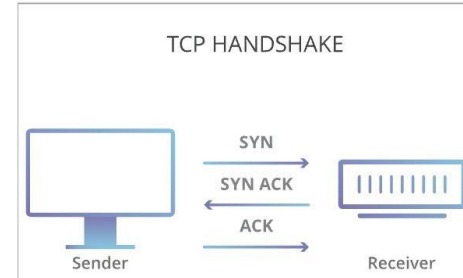 TCP HANDSHAKE
SYN
SYN ACK
ACK
Sender
Receiver